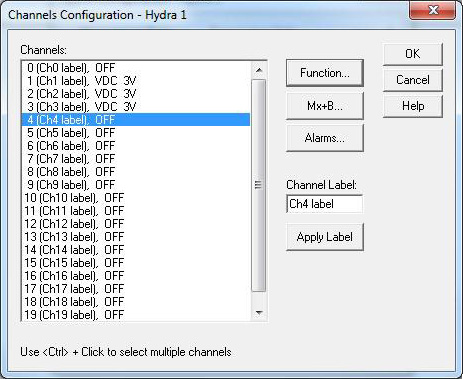 Channels Configuration - Hydra 1
Channels:
0 (Ch0 label), OFF
1 (Ch1 label), VDC 3V
2 (Ch2 label), VDC 3V
3 (Ch3 label), VDC 3V
4 (Ch4 label), OFF
5 (Ch5 label), OFF
6 (Ch6 label), OFF
7 (Ch7 label), OFF
8 (Ch8 label), OFF
9 (Ch9 label), OFF
10 (Ch10 label), OFF
11 (Ch11 label), OFF
12 (Ch12 label), OFF
13 (Ch13 label), OFF
14 (Ch14 label), OFF
15 (Ch15 label), OFF
16 (Ch16 label), OFF
17 (Ch17 label), OFF
18 (Ch18 label), OFF
19 (Ch19 label), OFF
Function...
Mx+B...
Alarms...
Channel Label:
Ch4 label
Apply Label
OK
Cancel
Help
Use <Ctrl> + Click to select multiple channels